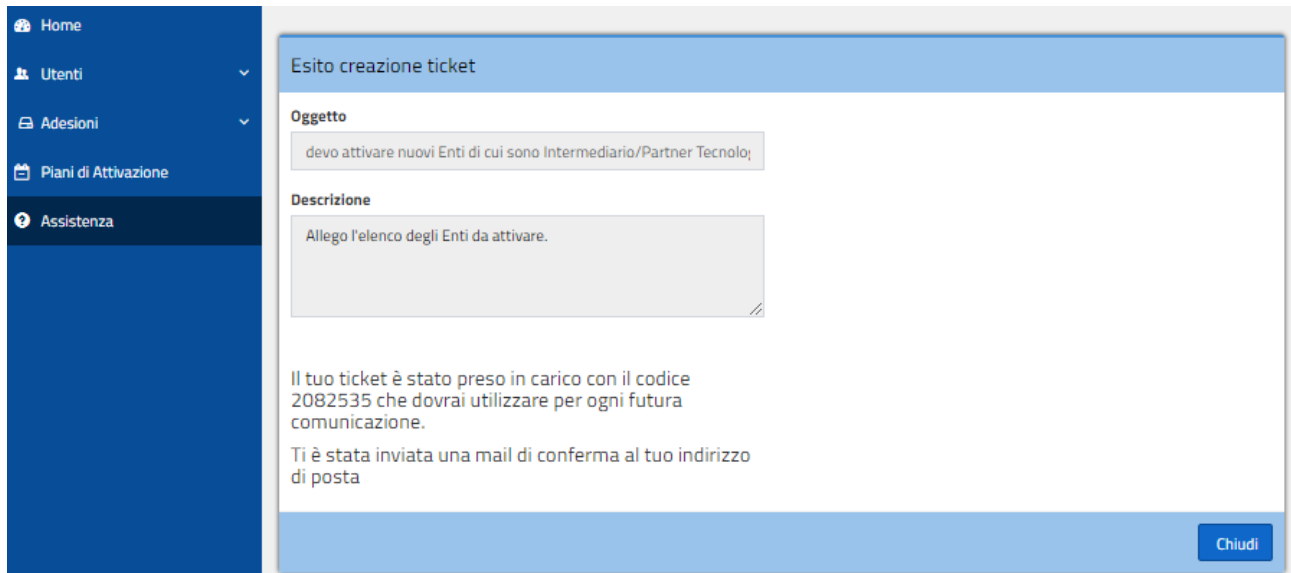 Home
Utenti
Adesioni
Piani di Attivazione
Assistenza
Esito creazione ticket
Oggetto
devo attivare nuovi Enti di cui sono Intermediario/Partner Tecnolog
Descrizione
Allego l'elenco degli Enti da attivare.
Il tuo ticket è stato preso in carico con il codice
2082535 che dovrai utilizzare per ogni futura
comunicazione.
Ti è stata inviata una mail di conferma al tuo indirizzo
di posta
Chiudi